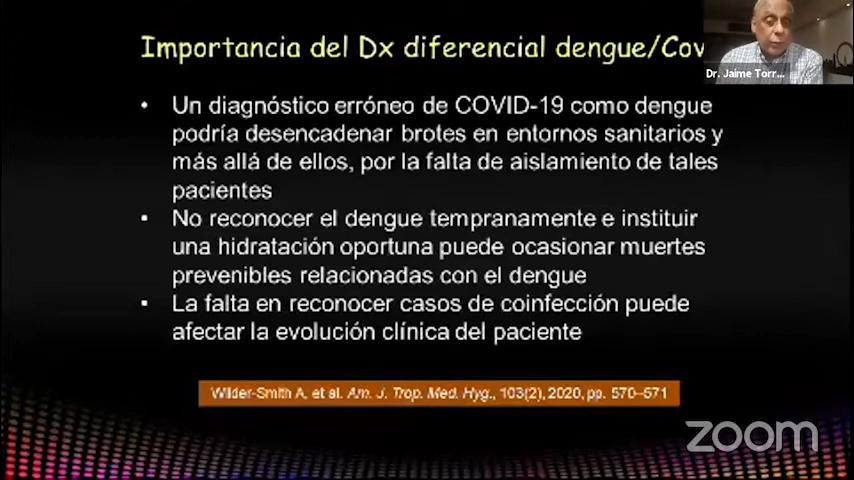 Importancia del Dx diferencial dengue/Cov
Dr. Jaime Torr...
• Un diagnóstico erróneo de COVID-19 como dengue
podría desencadenar brotes en entornos sanitarios y
más allá de ellos, por la falta de aislamiento de tales
pacientes
• No reconocer el dengue tempranamente e instituir
una hidratación oportuna puede ocasionar muertes
prevenibles relacionadas con el dengue
• La falta en reconocer casos de coinfección puede
afectar la evolución clínica del paciente
Wilder-Smith A, et al. Am. J. Trop. Med. Hyg., 103(2), 2020, pp. 570–571
zoom